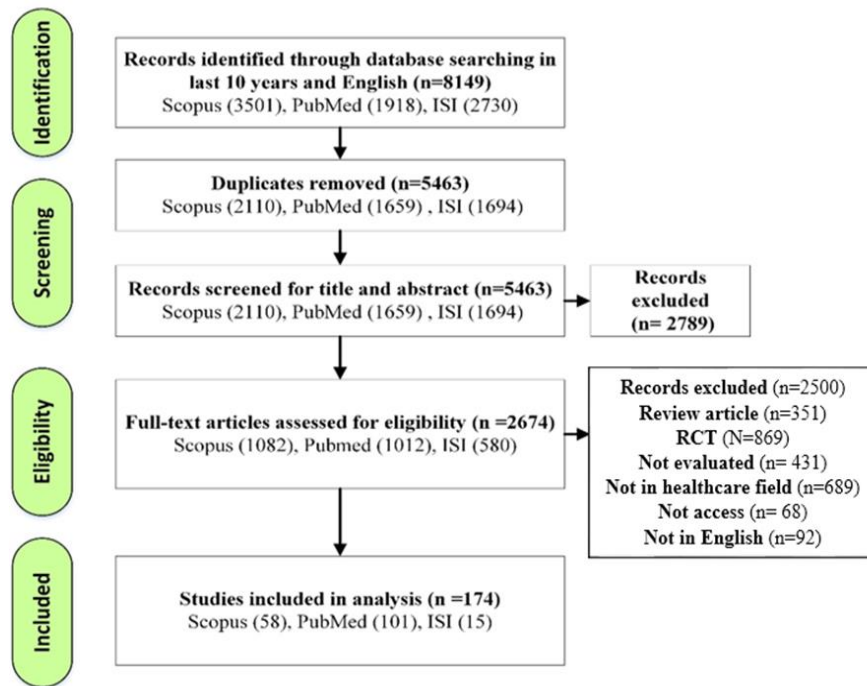 Identification
Records identified through database searching in
last 10 years and English (n=8149)
Scopus (3501), PubMed (1918), ISI (2730)
Screening
Duplicates removed (n=5463)
Scopus (2110), PubMed (1659) , ISI (1694)
Records screened for title and abstract (n=5463)
Scopus (2110), PubMed (1659) , ISI (1694)
Records
excluded
(n= 2789)
Eligibility
Full-text articles assessed for eligibility (n =2674)
Scopus (1082), Pubmed (1012), ISI (580)
Records excluded (n=2500)
Review article (n=351)
RCT (N=869)
Not evaluated (n= 431)
Not in healthcare field (n=689)
Not access (n= 68)
Not in English (n=92)
Included
Studies included in analysis (n =174)
Scopus (58), PubMed (101), ISI (15)